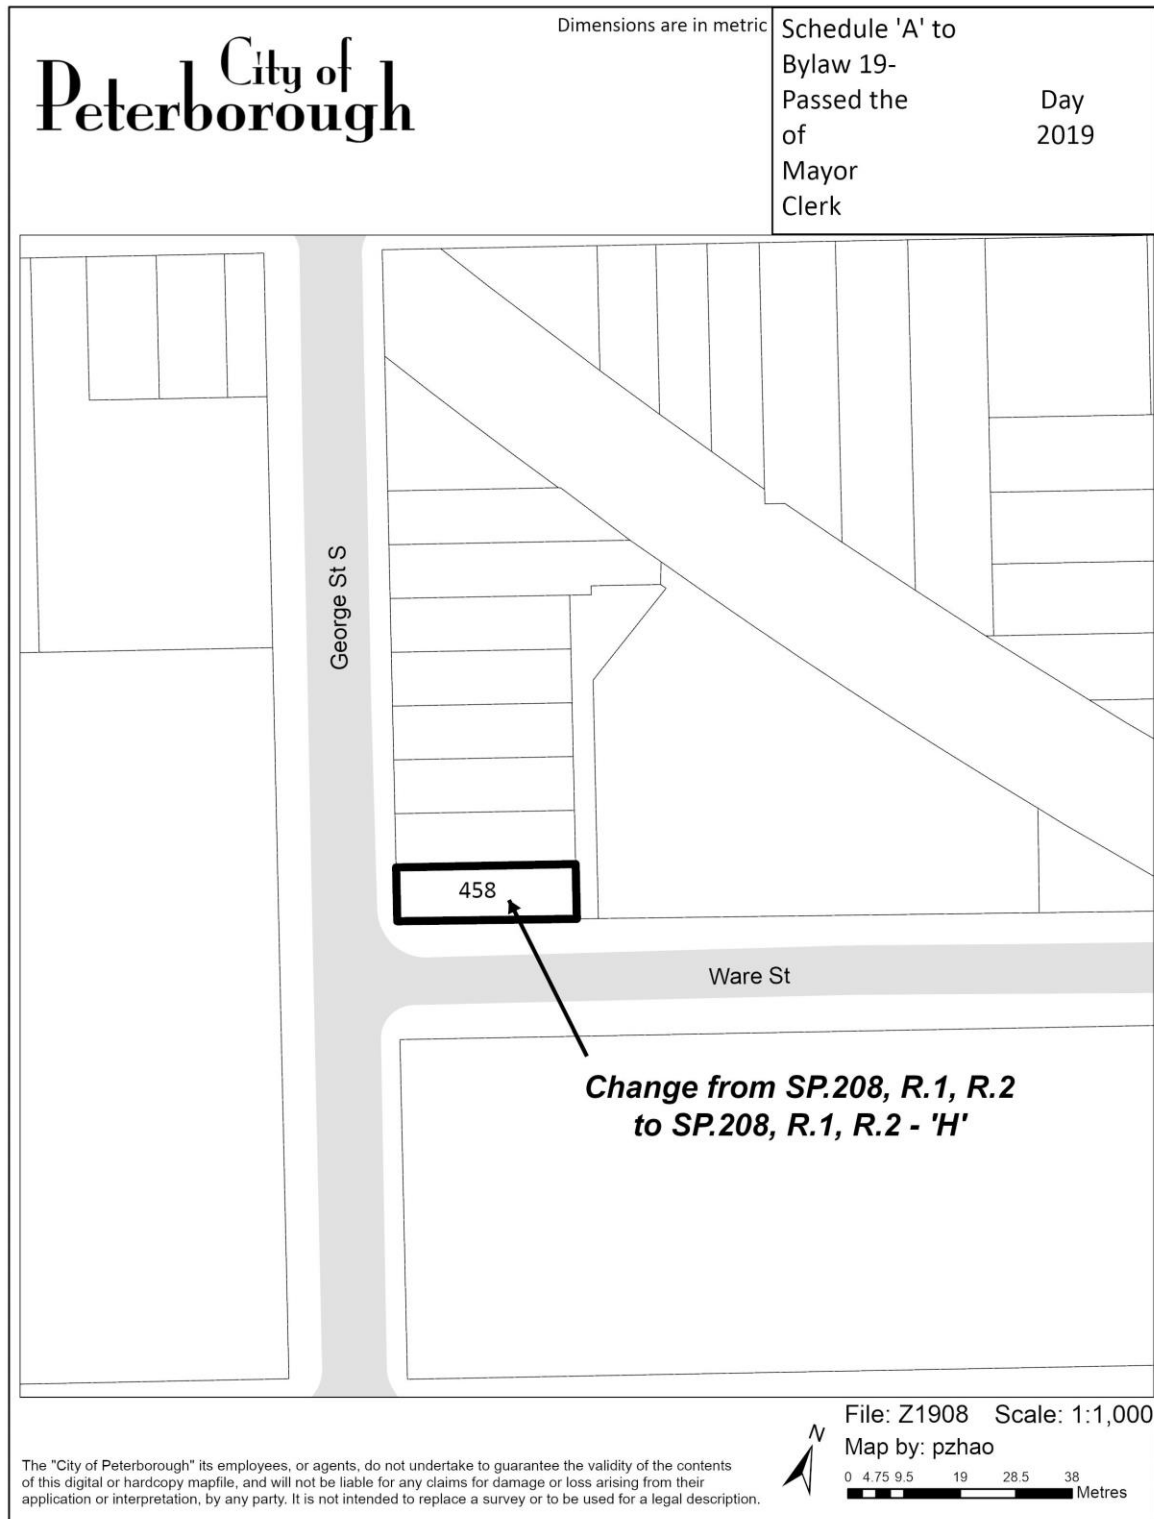 City of
Peterborough
Dimensions are in metric
Schedule 'A' to
Bylaw 19-
Passed the Day
of 2019
Mayor
Clerk
George St S
458
Ware St
Change from SP.208, R.1, R.2
to SP.208, R.1, R.2 - 'H'
The "City of Peterborough" its employees, or agents, do not undertake to guarantee the validity of the contents
of this digital or hardcopy mapfile, and will not be liable for any claims for damage or loss arising from their
application or interpretation, by any party. It is not intended to replace a survey or to be used for a legal description.
N
File: Z1908 Scale: 1:1,000
Map by: pzhao
0 4.75 9.5 19 28.5 38
Metres